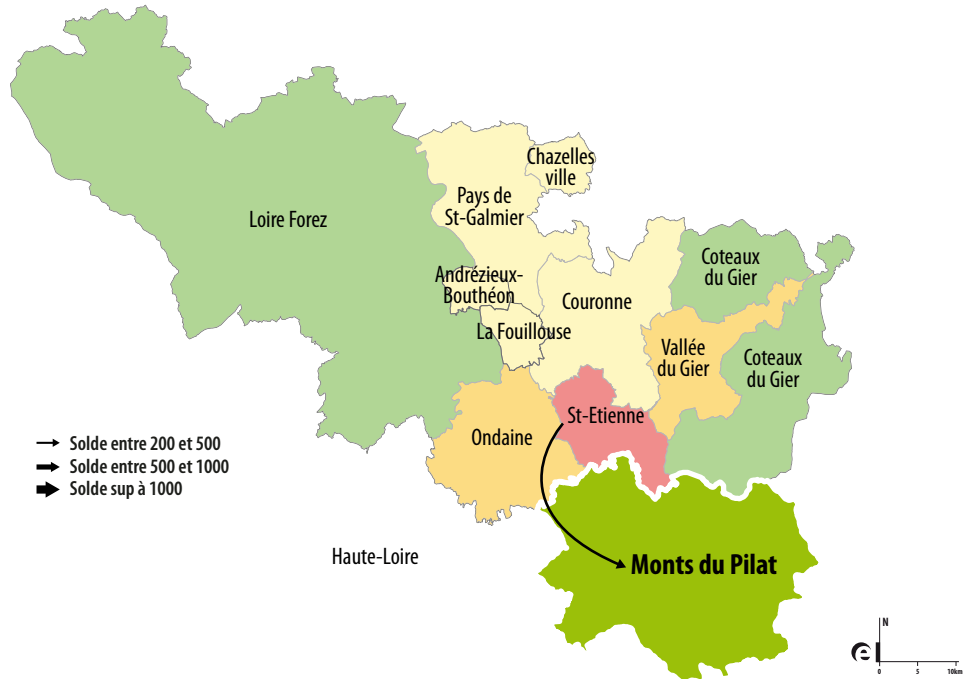 Chazelles
ville
Pays de
St-Galmier
Loire Forez
Coteaux
du Gier
Andrézieux-
Bouthéon
Couronne
La Fouillouse
Vallée
du Gier
Coteaux
du Gier
St-Etienne
Ondaine
Solde entre 200 et 500
Solde entre 500 et 1000
Solde sup à 1000
Haute-Loire
Monts du Pilat
N
0 5 10km